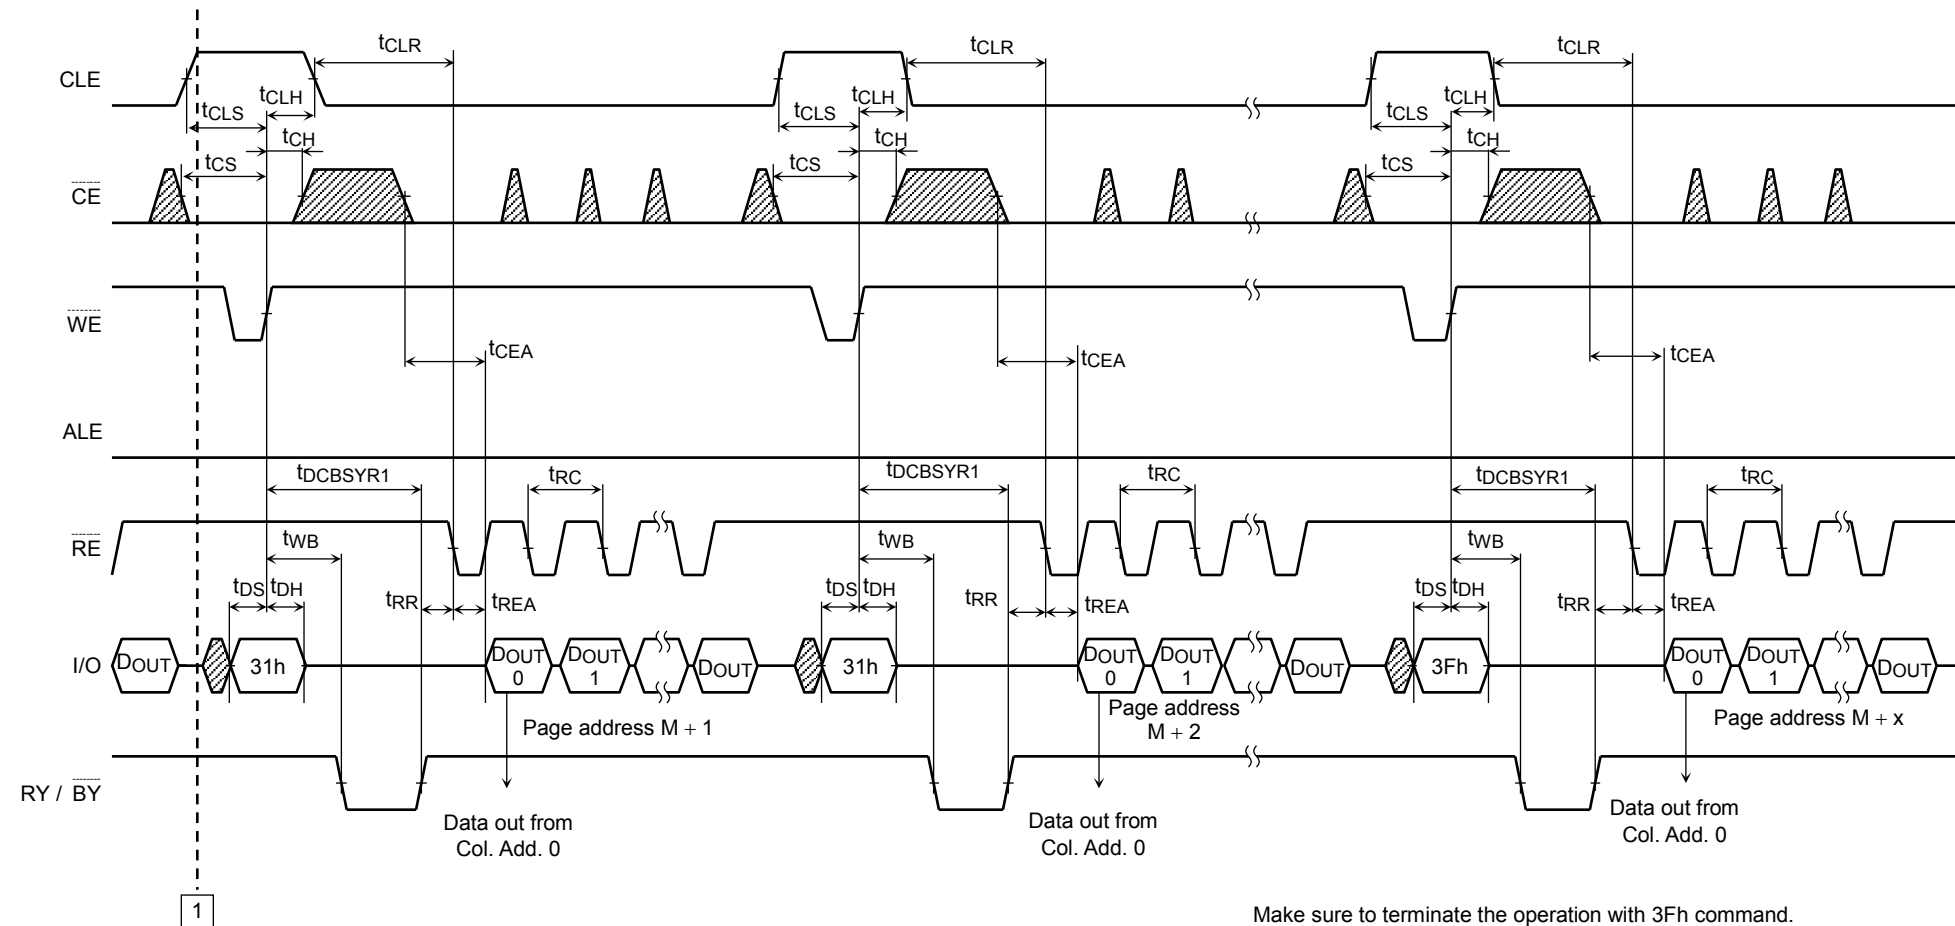 tCLR
tCLR
tCLR
CLE
tCLH
tCLH
tCLH
tCLS
tCLS
tCLS
tCH
tCH
tCH
tCS
tCS
tCS
CE
WE
tCEA
tCEA
tCEA
ALE
tDCBSYR1
tRC
tDCBSYR1
tRC
tDCBSYR1
tRC
RE
tWB
tWB
tWB
tDS
tDH
tDS
tDH
tDS
tDH
tRR
tREA
tRR
tREA
tRR
tREA
I/O
DOUT
31h
DOUT
0
DOUT
1
DOUT
31h
DOUT
0
DOUT
1
DOUT
3Fh
DOUT
0
DOUT
1
DOUT
Page address M + 1
Page address
M + 2
Page address M + x
RY / BY
Data out from
Col. Add. 0
Data out from
Col. Add. 0
Data out from
Col. Add. 0
1
Make sure to terminate the operation with 3Fh command.